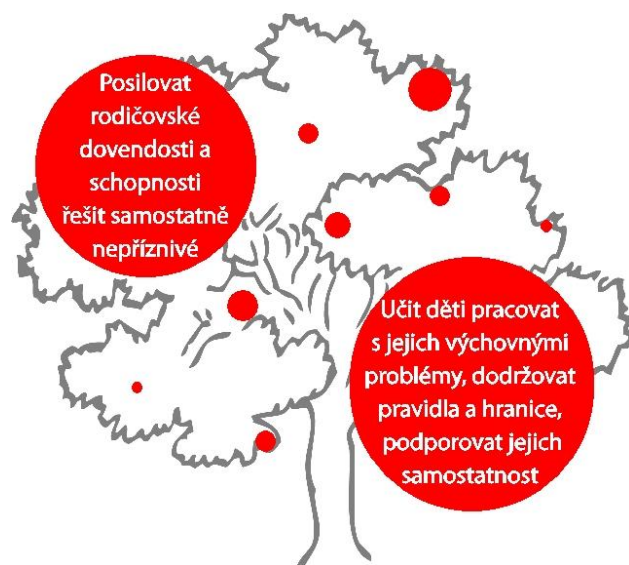 Posilovat
rodičovské
dovendosti a
schopnosti
řešit samostatně
nepříznivé
Učit děti pracovat
s jejich výchovnými
problémy, dodržovat
pravidla a hranice,
podporovat jejich
samostatnost